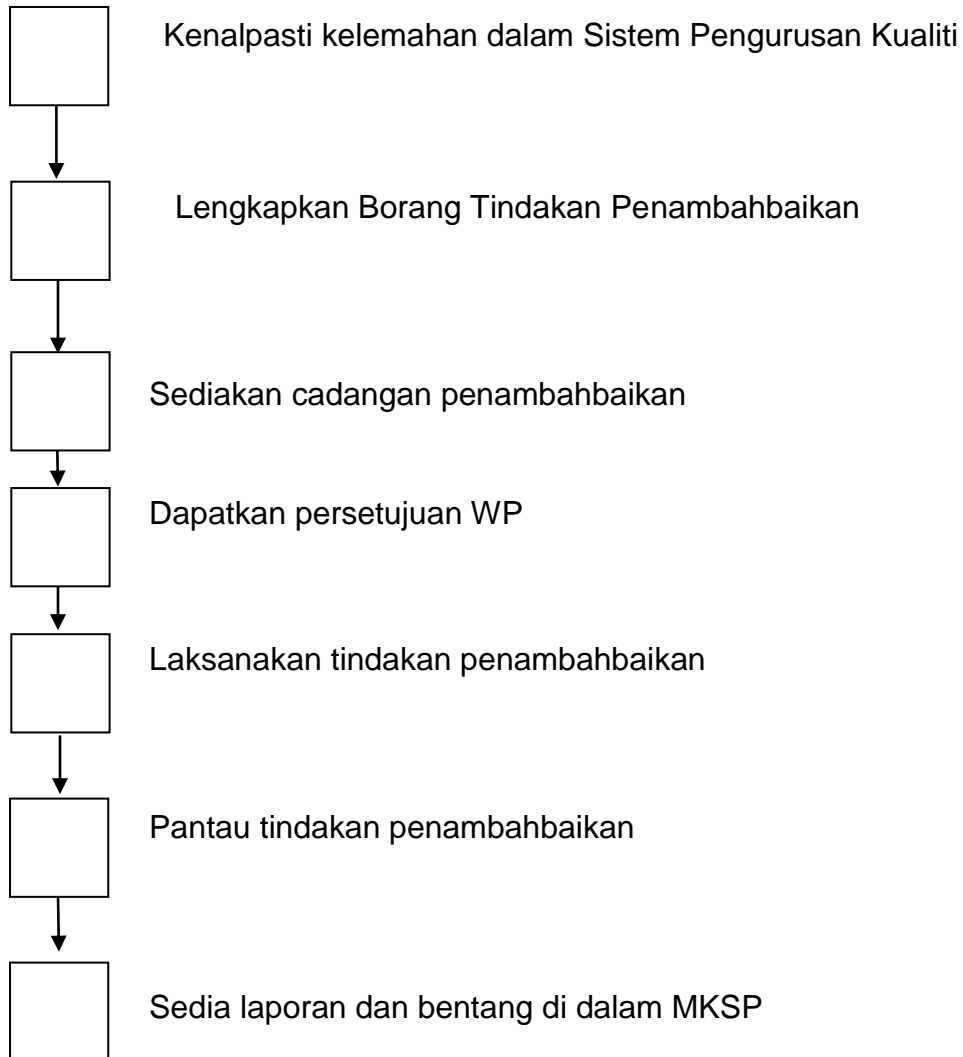 Kenalpasti kelemahan dalam Sistem Pengurusan Kualiti
Lengkapkan Borang Tindakan Penambahbaikan
Sediakan cadangan penambahbaikan
Dapatkan persetujuan WP
Laksanakan tindakan penambahbaikan
Pantau tindakan penambahbaikan
Sedia laporan dan bentang di dalam MKSP